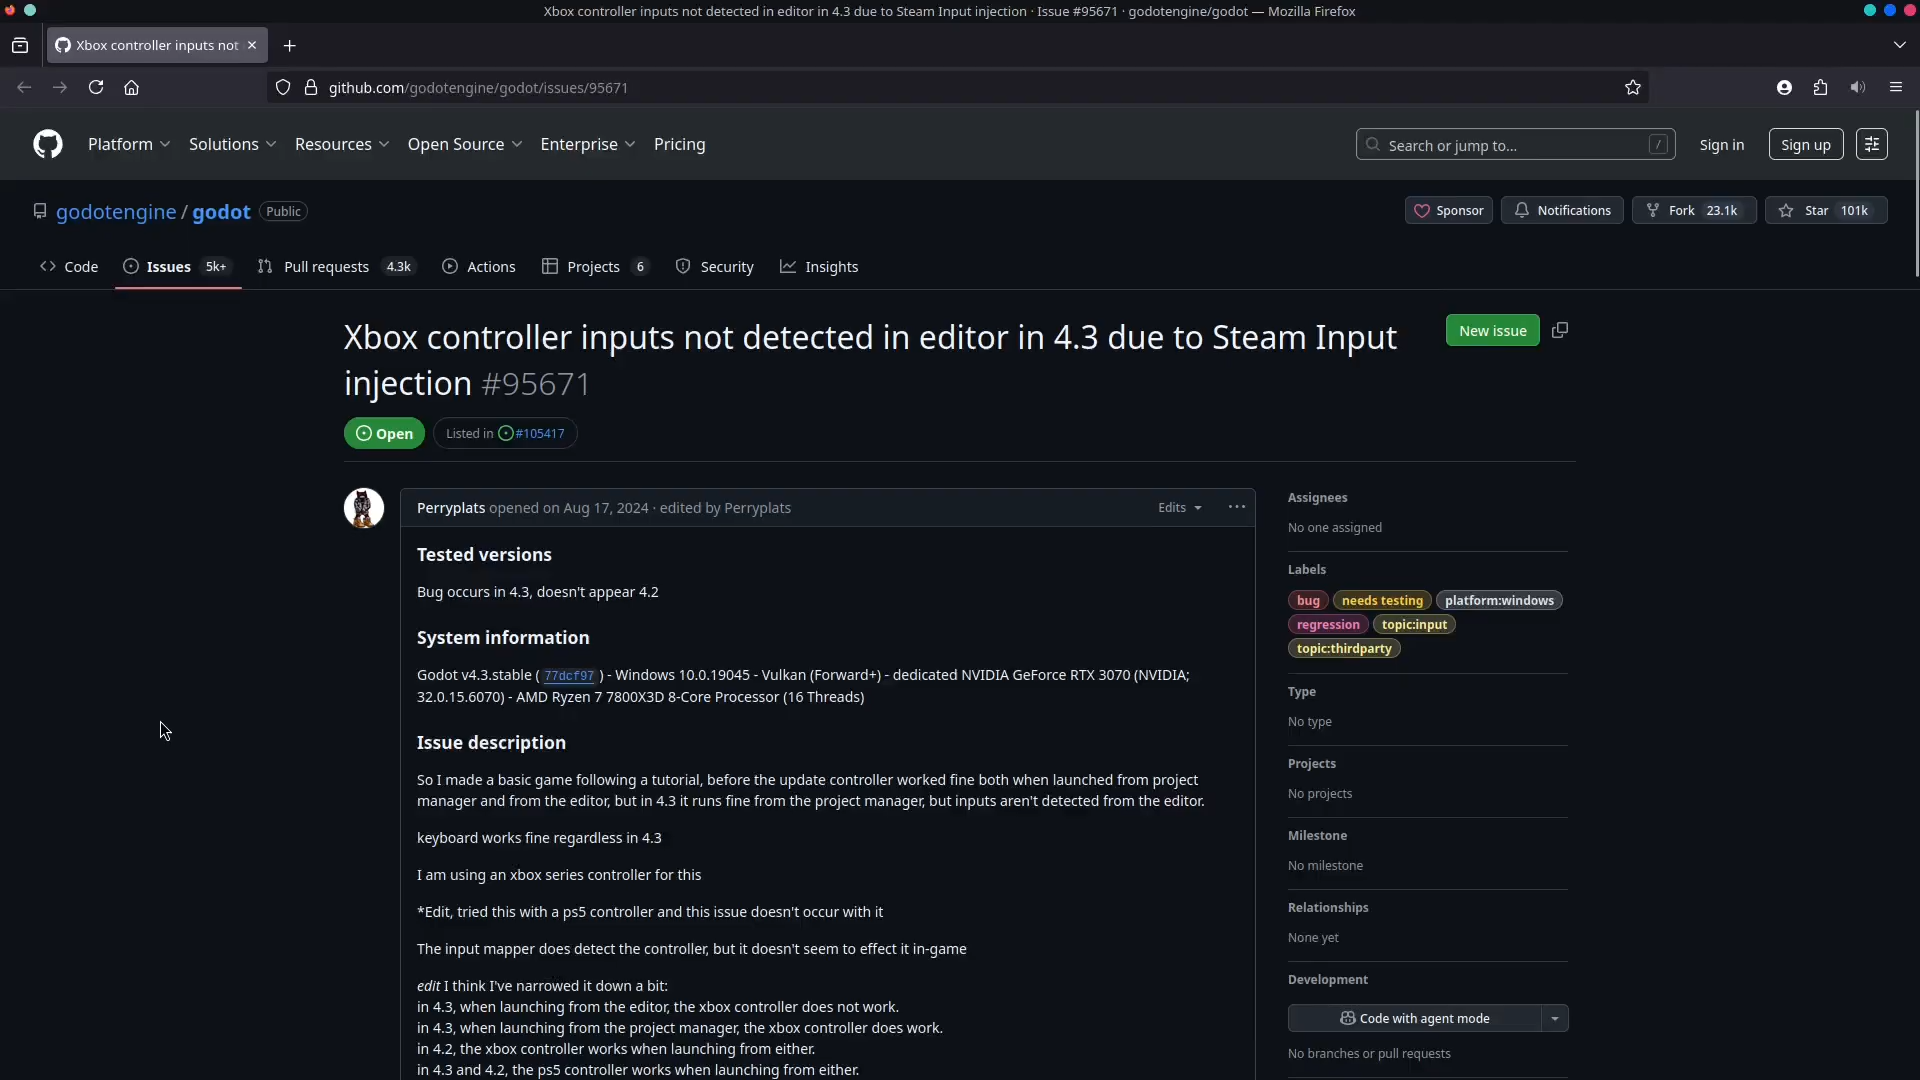 Xbox controller inputs not detected in editor in 4.3 due to Steam Input injection · Issue #95671 · godotengine/godot — Mozilla Firefox
Xbox controller inputs not
github.com/godotengine/godot/issues/95671
Platform Solutions Resources Open Source Enterprise Pricing
Search or jump to... / Sign in Sign up
godotengine / godot Public
Sponsor Notifications Fork 23.1k Star 101k
Code Issues 5k+ Pull requests 4.3k Actions Projects 6 Security Insights
Xbox controller inputs not detected in editor in 4.3 due to Steam Input
injection #95671
New issue
Open Listed in #105417
Perryplats opened on Aug 17, 2024 · edited by Perryplats Edits
Tested versions
Bug occurs in 4.3, doesn't appear 4.2
System information
Godot v4.3.stable ( 77dcf97 ) - Windows 10.0.19045 - Vulkan (Forward+) - dedicated NVIDIA GeForce RTX 3070 (NVIDIA;
32.0.15.6070) - AMD Ryzen 7 7800X3D 8-Core Processor (16 Threads)
Issue description
So I made a basic game following a tutorial, before the update controller worked fine both when launched from project
manager and from the editor, but in 4.3 it runs fine from the project manager, but inputs aren't detected from the editor.
keyboard works fine regardless in 4.3
I am using an xbox series controller for this
*Edit, tried this with a ps5 controller and this issue doesn't occur with it
The input mapper does detect the controller, but it doesn't seem to effect it in-game
edit I think I've narrowed it down a bit:
in 4.3, when launching from the editor, the xbox controller does not work.
in 4.3, when launching from the project manager, the xbox controller does work.
in 4.2, the xbox controller works when launching from either.
in 4.3 and 4.2, the ps5 controller works when launching from either.
Assignees
No one assigned
Labels
bug needs testing platform:windows
regression topic:input
topic:thirdparty
Type
No type
Projects
No projects
Milestone
No milestone
Relationships
None yet
Development
Code with agent mode
No branches or pull requests